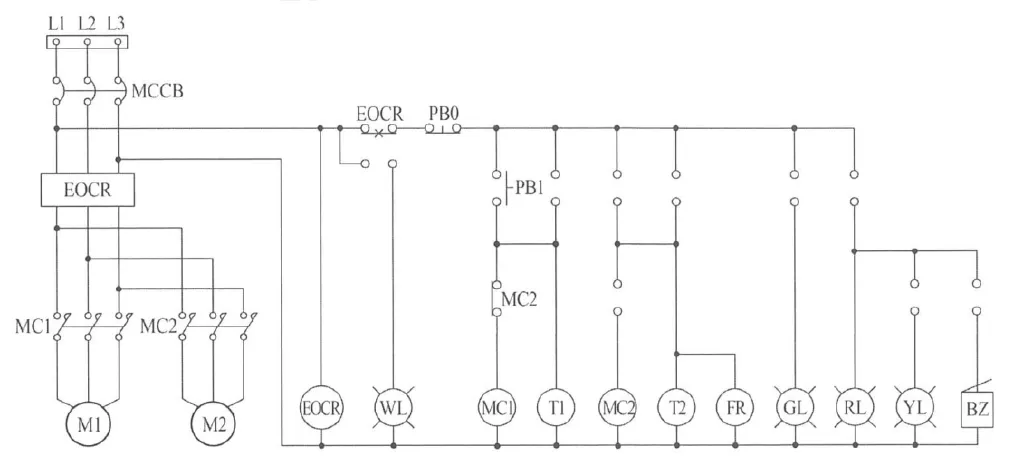 L1 L2 L3
MCCB
EOCR PB0
EOCR
PB1
MC2
MC1 MC2
M1 M2
EOCR WL MC1 T1 MC2 T2 FR GL RL YL BZ